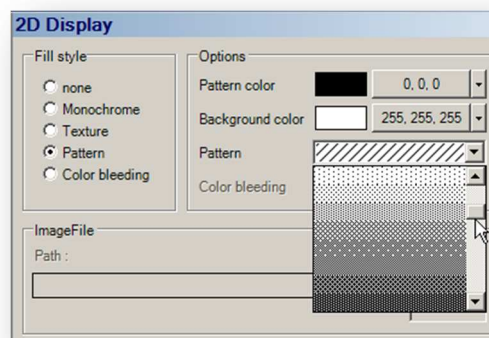 2D Display
Fill style
none
Monochrome
Texture
Pattern
Color bleeding
Options
Pattern color
0, 0, 0
Background color
255, 255, 255
Pattern
Color bleeding
ImageFile
Path :